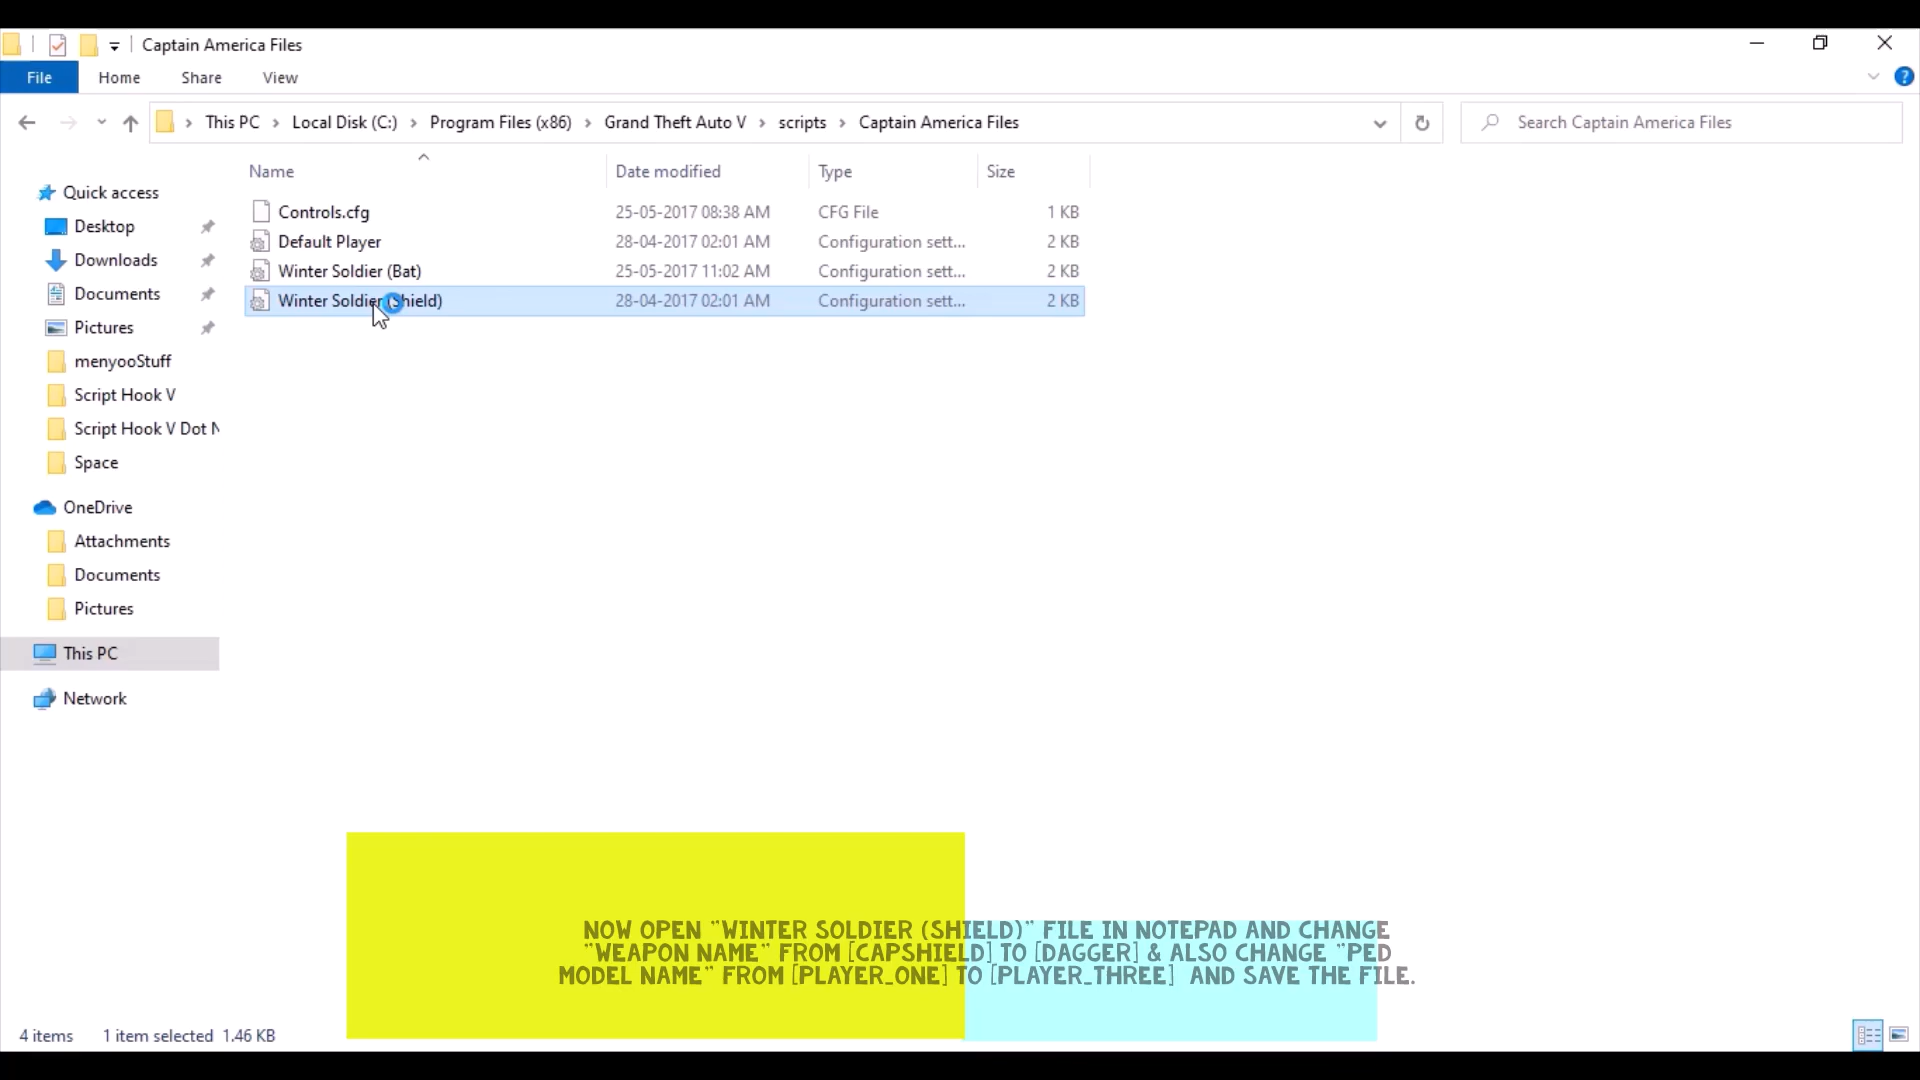 Captain America Files
File Home Share View
This PC Local Disk (C:) Program Files (x86) Grand Theft Auto V scripts Captain America Files
Search Captain America Files
Name Date modified Type Size
Controls.cfg 25-05-2017 08:38 AM CFG File 1 KB
Default Player 28-04-2017 02:01 AM Configuration sett... 2 KB
Winter Soldier (Bat) 25-05-2017 11:02 AM Configuration sett... 2 KB
Winter Soldier (Shield) 28-04-2017 02:01 AM Configuration sett... 2 KB
Quick access
Desktop
Downloads
Documents
Pictures
menyooStuff
Script Hook V
Script Hook V Dot N
Space
OneDrive
Attachments
Documents
Pictures
This PC
Network
NOW OPEN "WINTER SOLDIER (SHIELD)" FILE IN NOTEPAD AND CHANGE
"WEAPON NAME" FROM [CAPSHIELD] TO [DAGGER] & ALSO CHANGE "PED
MODEL NAME" FROM [PLAYER_ONE] TO [PLAYER_THREE] AND SAVE THE FILE.
4 items 1 item selected 1.46 KB